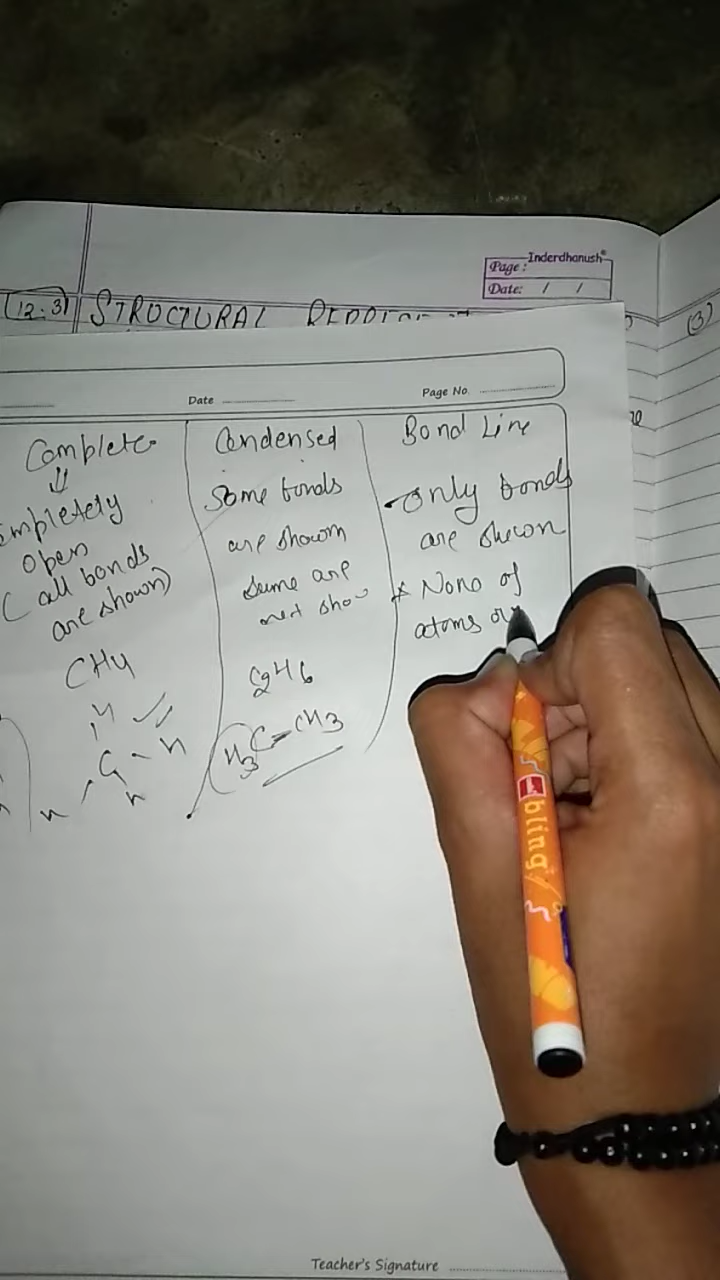 Inderdhanush
Page :
Date: / /
(12.3) STRUCTURAL
(3)
Date
Page No.
Complete
Completely
open
( all bonds
are shown)
CH4
H
C - H
H
H
Condensed
Some bonds
are shown
some are
not show
C2H6
H3C-CH3
Bond Line
-only bonds
are shown
* None of
atoms
bling
Teacher's Signature